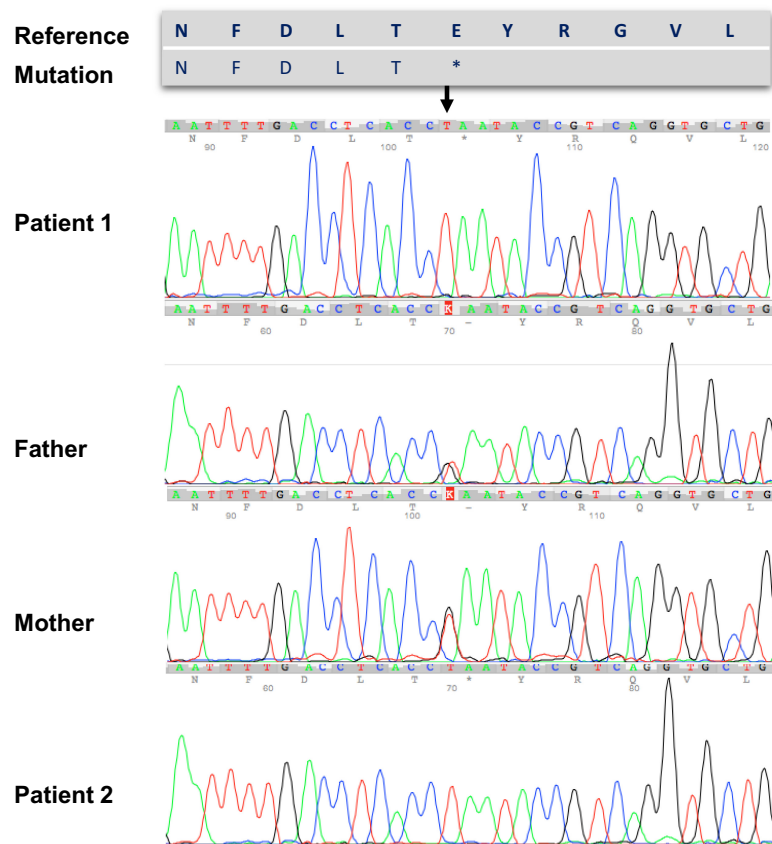 Reference N F D L T E Y R G V L
Mutation N F D L T *
A A T T T T G A C C T C A C C T A A T A C C G T C A G G T G C T G
N F D L T * Y R Q V L
90 100 110 120
Patient 1
A A T T T T G A C C T C A C C K A A T A C C G T C A G G T G C T G
N F D L T – Y R Q V L
60 70 80
Father
A A T T T T G A C C T C A C C K A A T A C C G T C A G G T G C T G
N F D L T – Y R Q V L
90 100 110
Mother
A A T T T T G A C C T C A C C T A A T A C C G T C A G G T G C T G
N F D L T * Y R Q V L
60 70 80
Patient 2